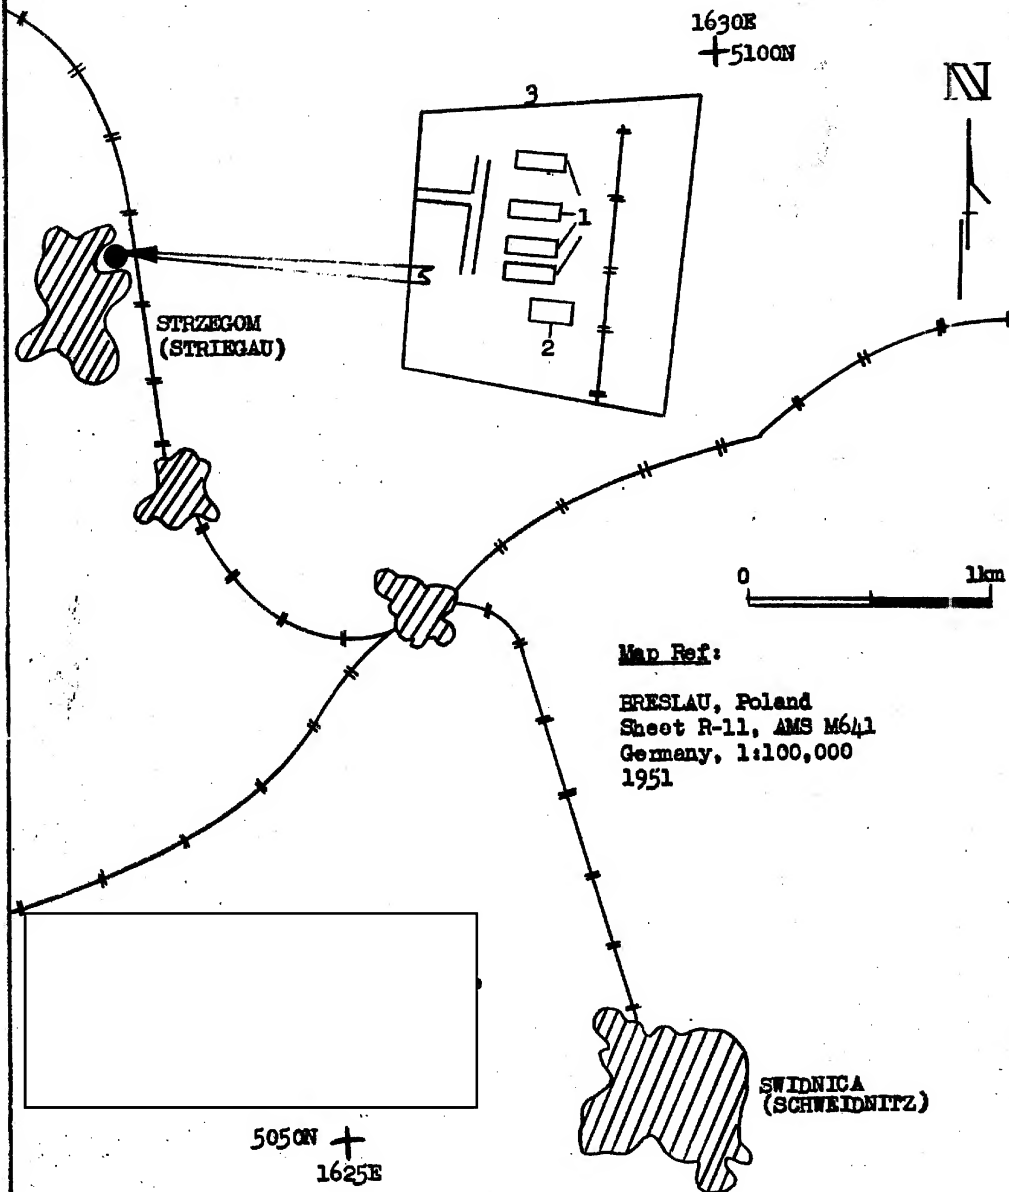 1630E
5100N
N
3
1
2
STRZEGOM
(STRIEGAU)
0 1km
Map Ref:
BRESLAU, Poland
Sheet R-11, AMS M641
Germany, 1:100,000
1951
SWIDNICA
(SCHWEIDNITZ)
5050N
1625E